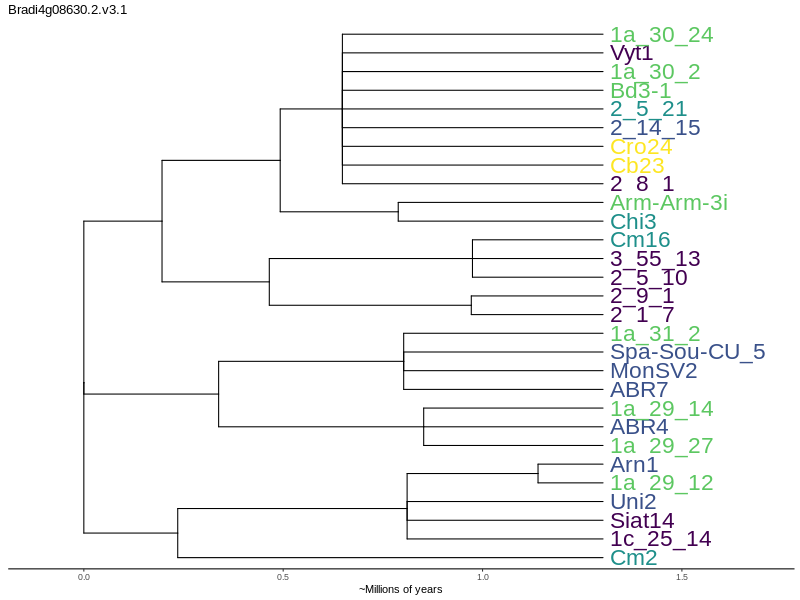 Bradi4g08630.2.v3.1
1a_30_24
Vyt1
1a_30_2
Bd3-1
2_5_21
2_14_15
Cro24
Cb23
2_8_1
Arm-Arm-3i
Chi3
Cm16
3_55_13
2_5_10
2_9_1
2_1_7
1a_31_2
Spa-Sou-CU_5
MonSV2
ABR7
1a_29_14
ABR4
1a_29_27
Arn1
1a_29_12
Uni2
Siat14
1c_25_14
Cm2
0.0 0.5 1.0 1.5
~Millions of years